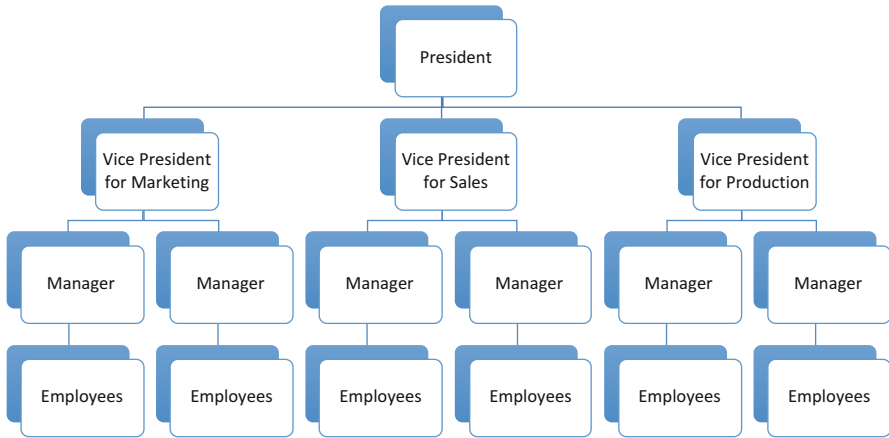 President
Vice President
for Marketing
Vice President
for Sales
Vice President
for Production
Manager
Manager
Manager
Manager
Manager
Manager
Employees
Employees
Employees
Employees
Employees
Employees